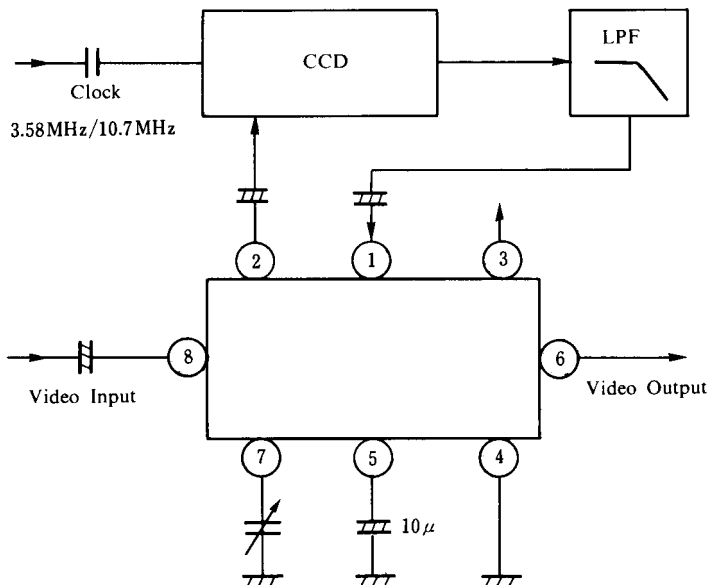 CCD
LPF
Clock
3.58MHz/10.7MHz
2
1
3
8
6
Video Input
Video Output
7
5
4
10μ